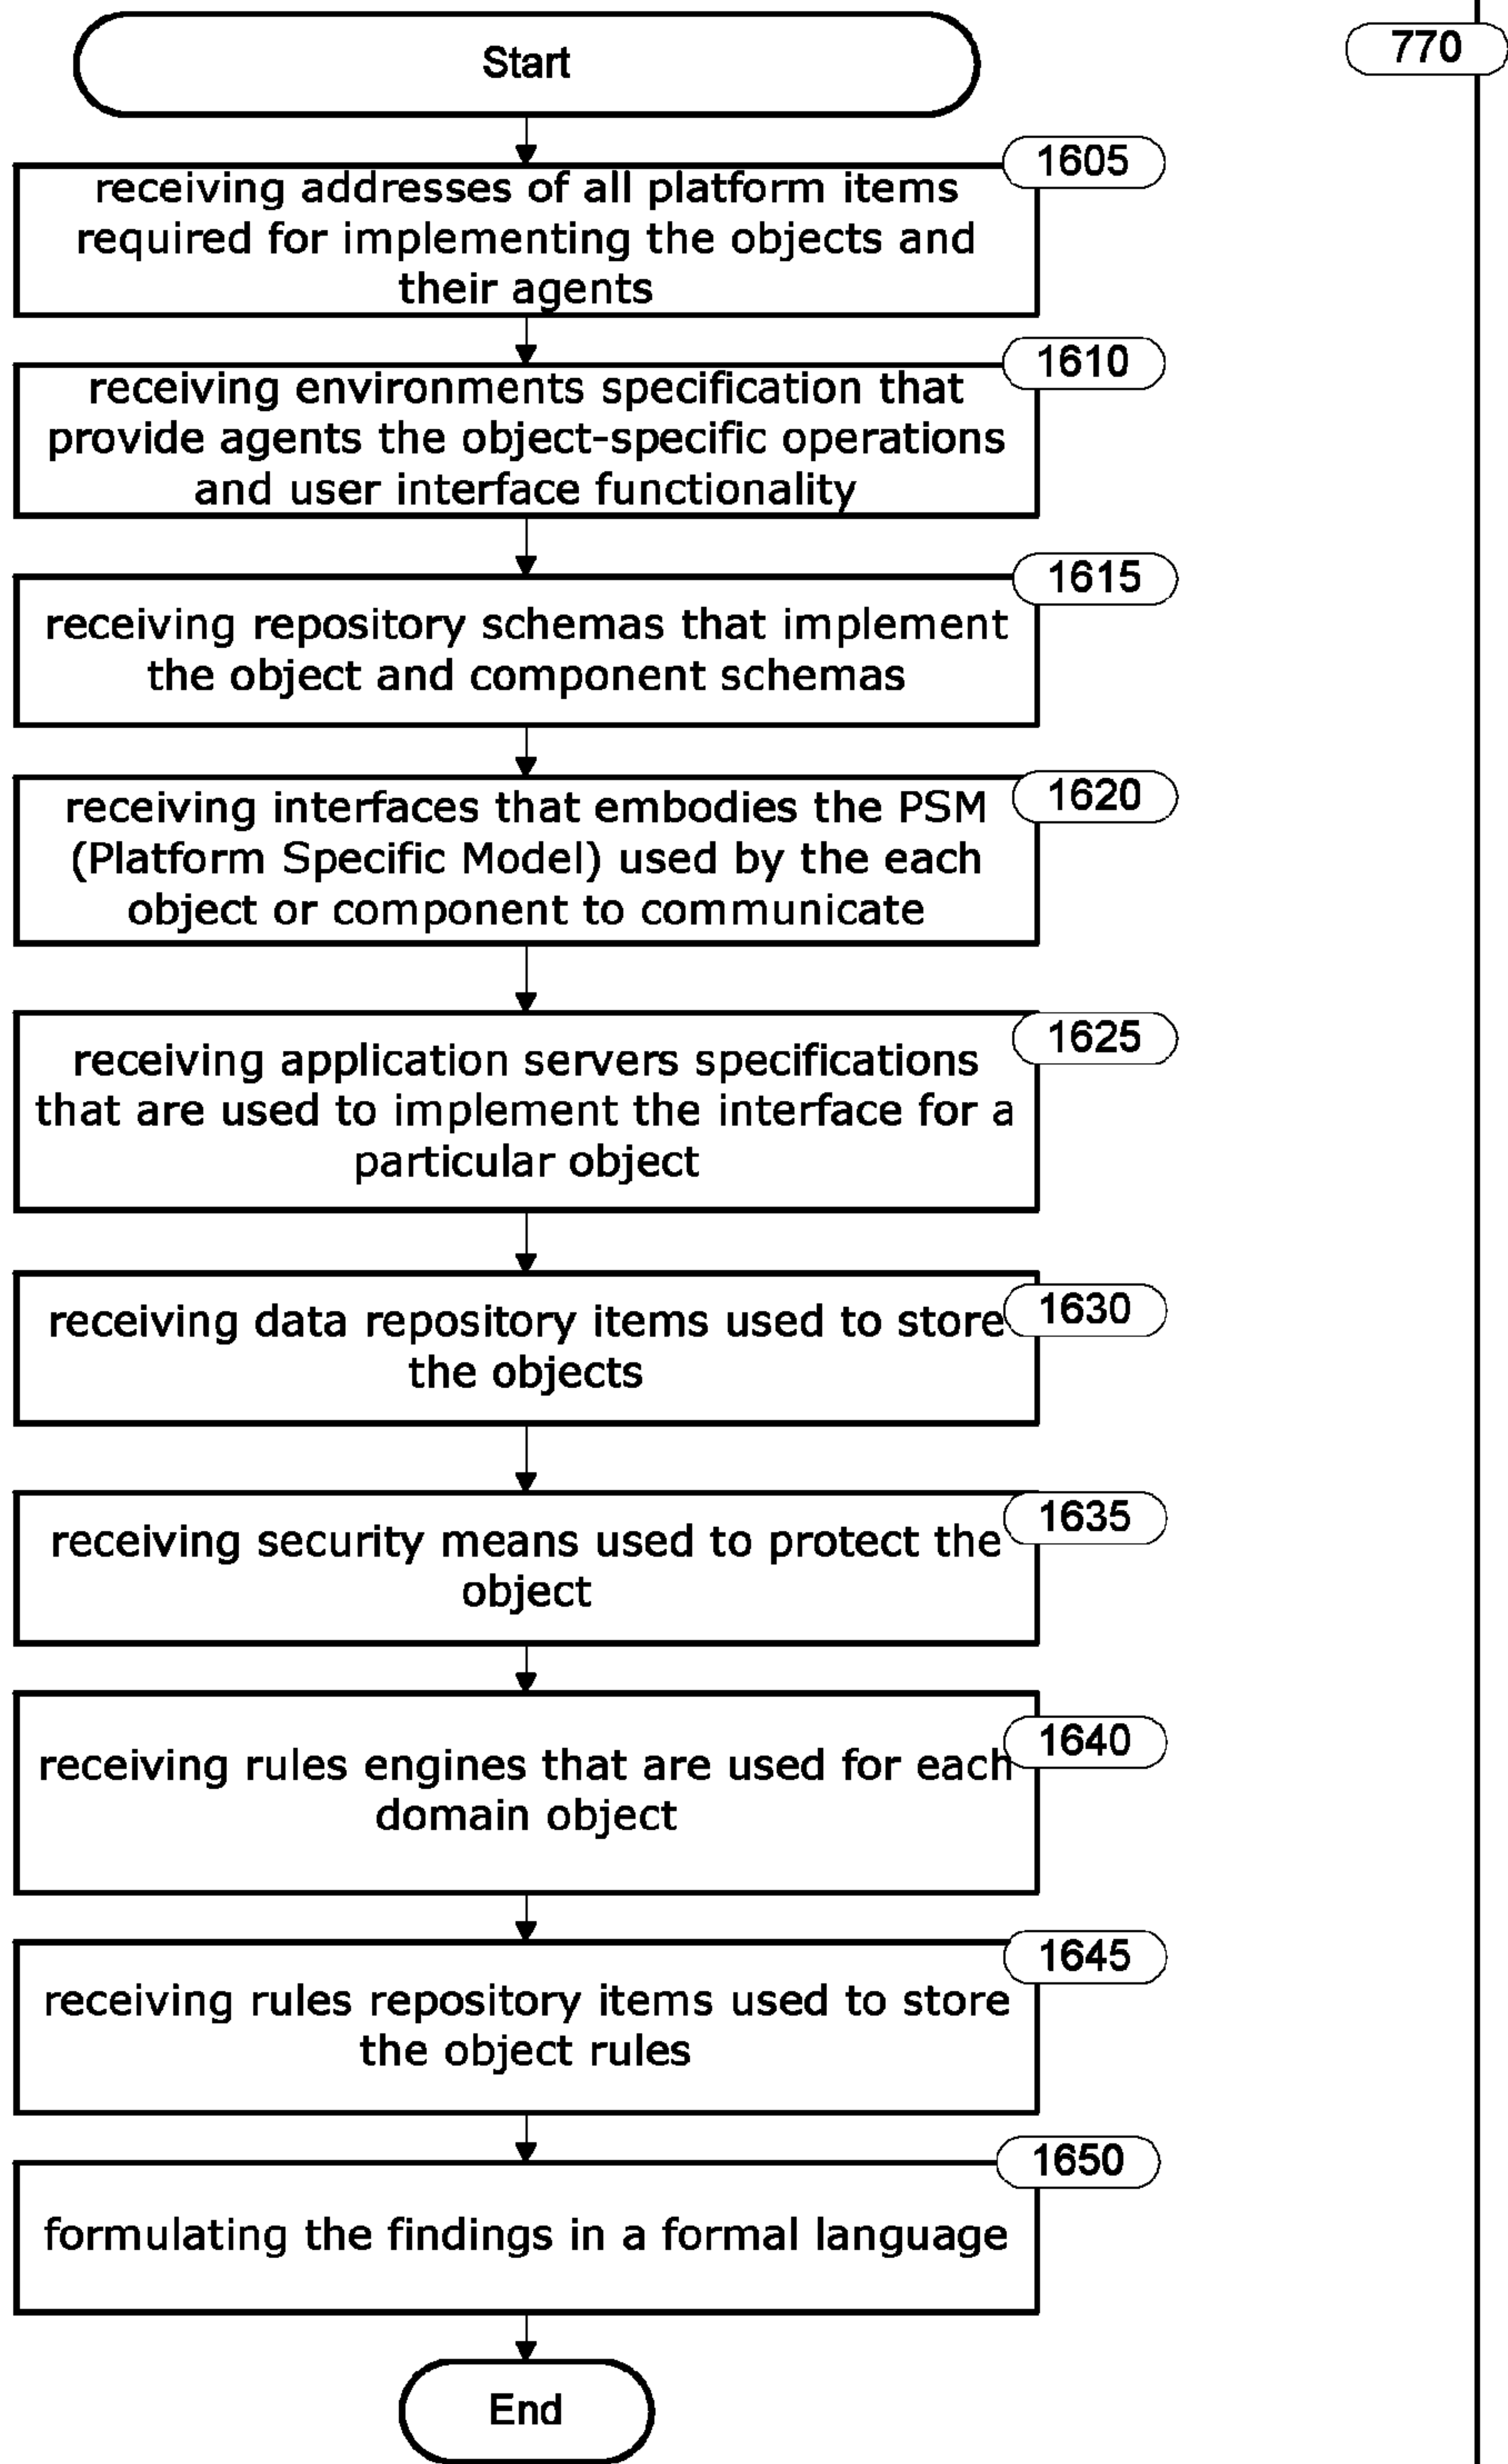 Start
770
1605
receiving addresses of all platform items
required for implementing the objects and
their agents
1610
receiving environments specification that
provide agents the object-specific operations
and user interface functionality
1615
receiving repository schemas that implement
the object and component schemas
1620
receiving interfaces that embodies the PSM
(Platform Specific Model) used by the each
object or component to communicate
1625
receiving application servers specifications
that are used to implement the interface for a
particular object
1630
receiving data repository items used to store
the objects
1635
receiving security means used to protect the
object
1640
receiving rules engines that are used for each
domain object
1645
receiving rules repository items used to store
the object rules
1650
formulating the findings in a formal language
End